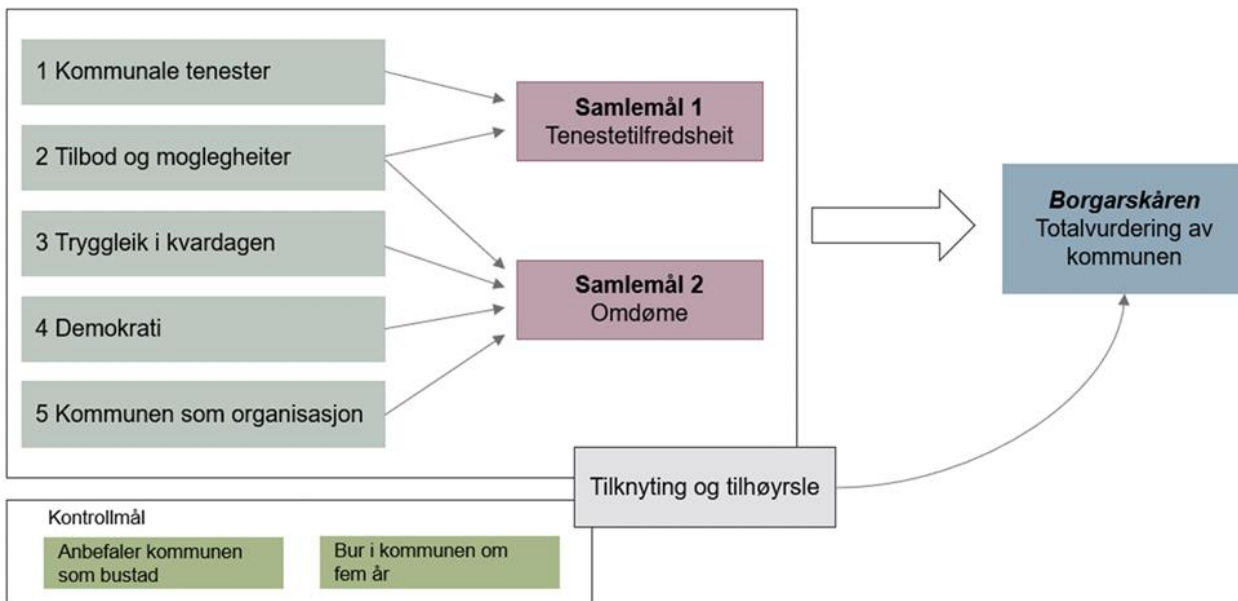 1 Kommunale tenester
2 Tilbod og moglegheiter
3 Tryggleik i kvardagen
4 Demokrati
5 Kommunen som organisasjon
Samlemål 1
Tenestetilfredsheit
Samlemål 2
Omdøme
Borgarskåren
Totalvurdering av
kommunen
Tilknyting og tilhøyrsle
Kontrollmål
Anbefaler kommunen
som bustad
Bur i kommunen om
fem år